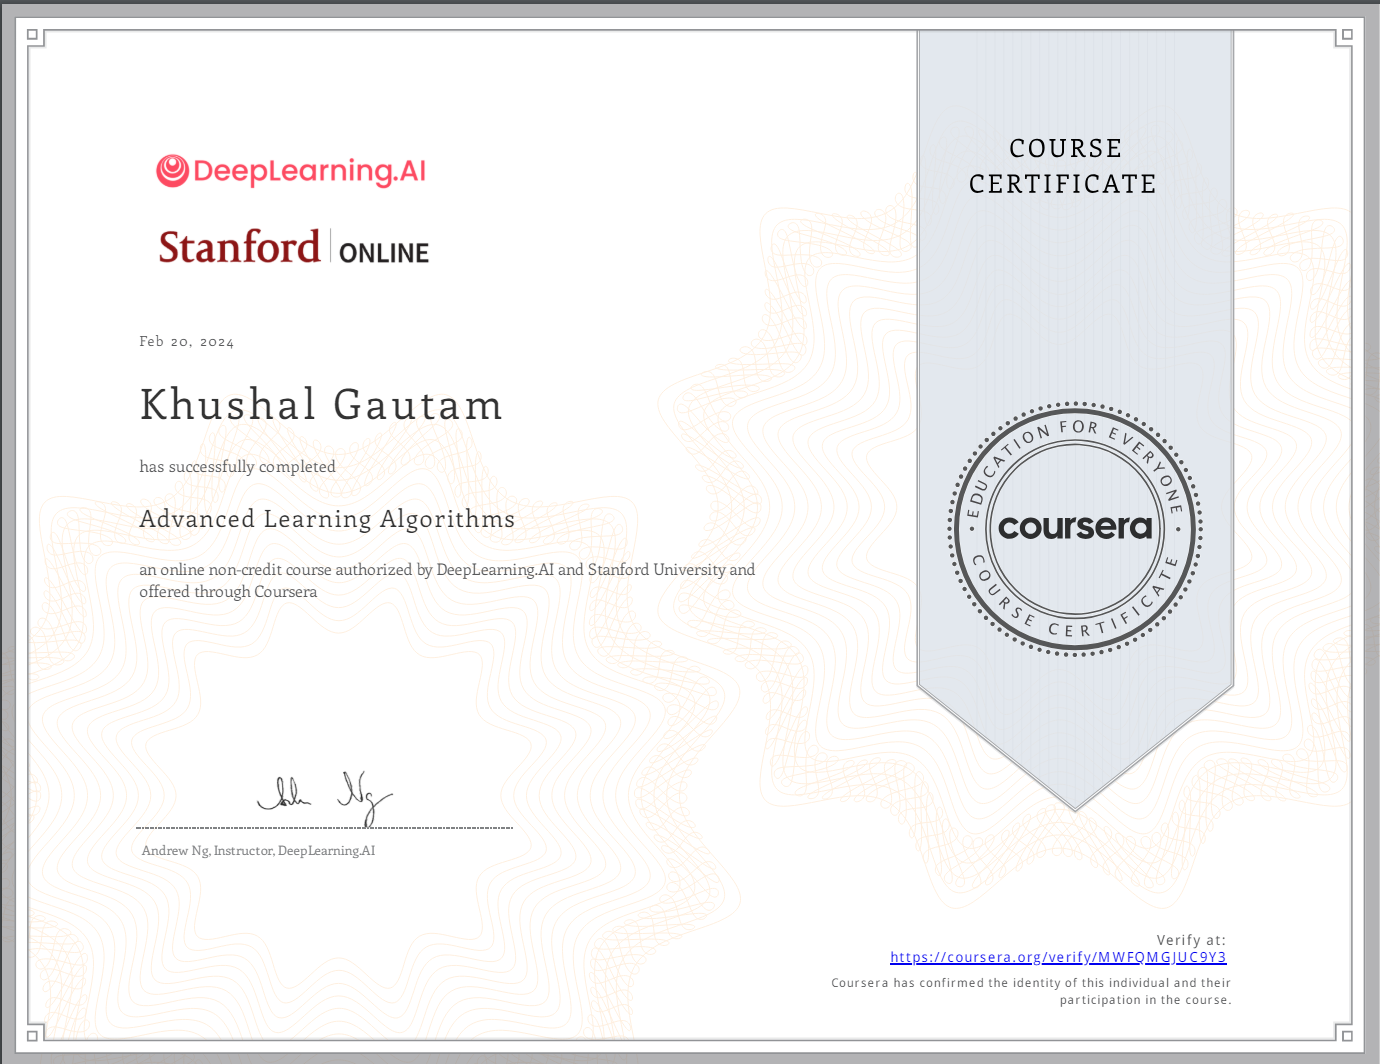 DeepLearning.AI
Stanford | ONLINE
Feb 20, 2024
Khushal Gautam
has successfully completed
Advanced Learning Algorithms
an online non-credit course authorized by DeepLearning.AI and Stanford University and
offered through Coursera
Andrew Ng
Andrew Ng, Instructor, DeepLearning.AI
COURSE
CERTIFICATE
EDUCATION FOR EVERYONE
coursera
COURSE CERTIFICATE
Verify at:
https://coursera.org/verify/MWFQMGJUC9Y3
Coursera has confirmed the identity of this individual and their
participation in the course.